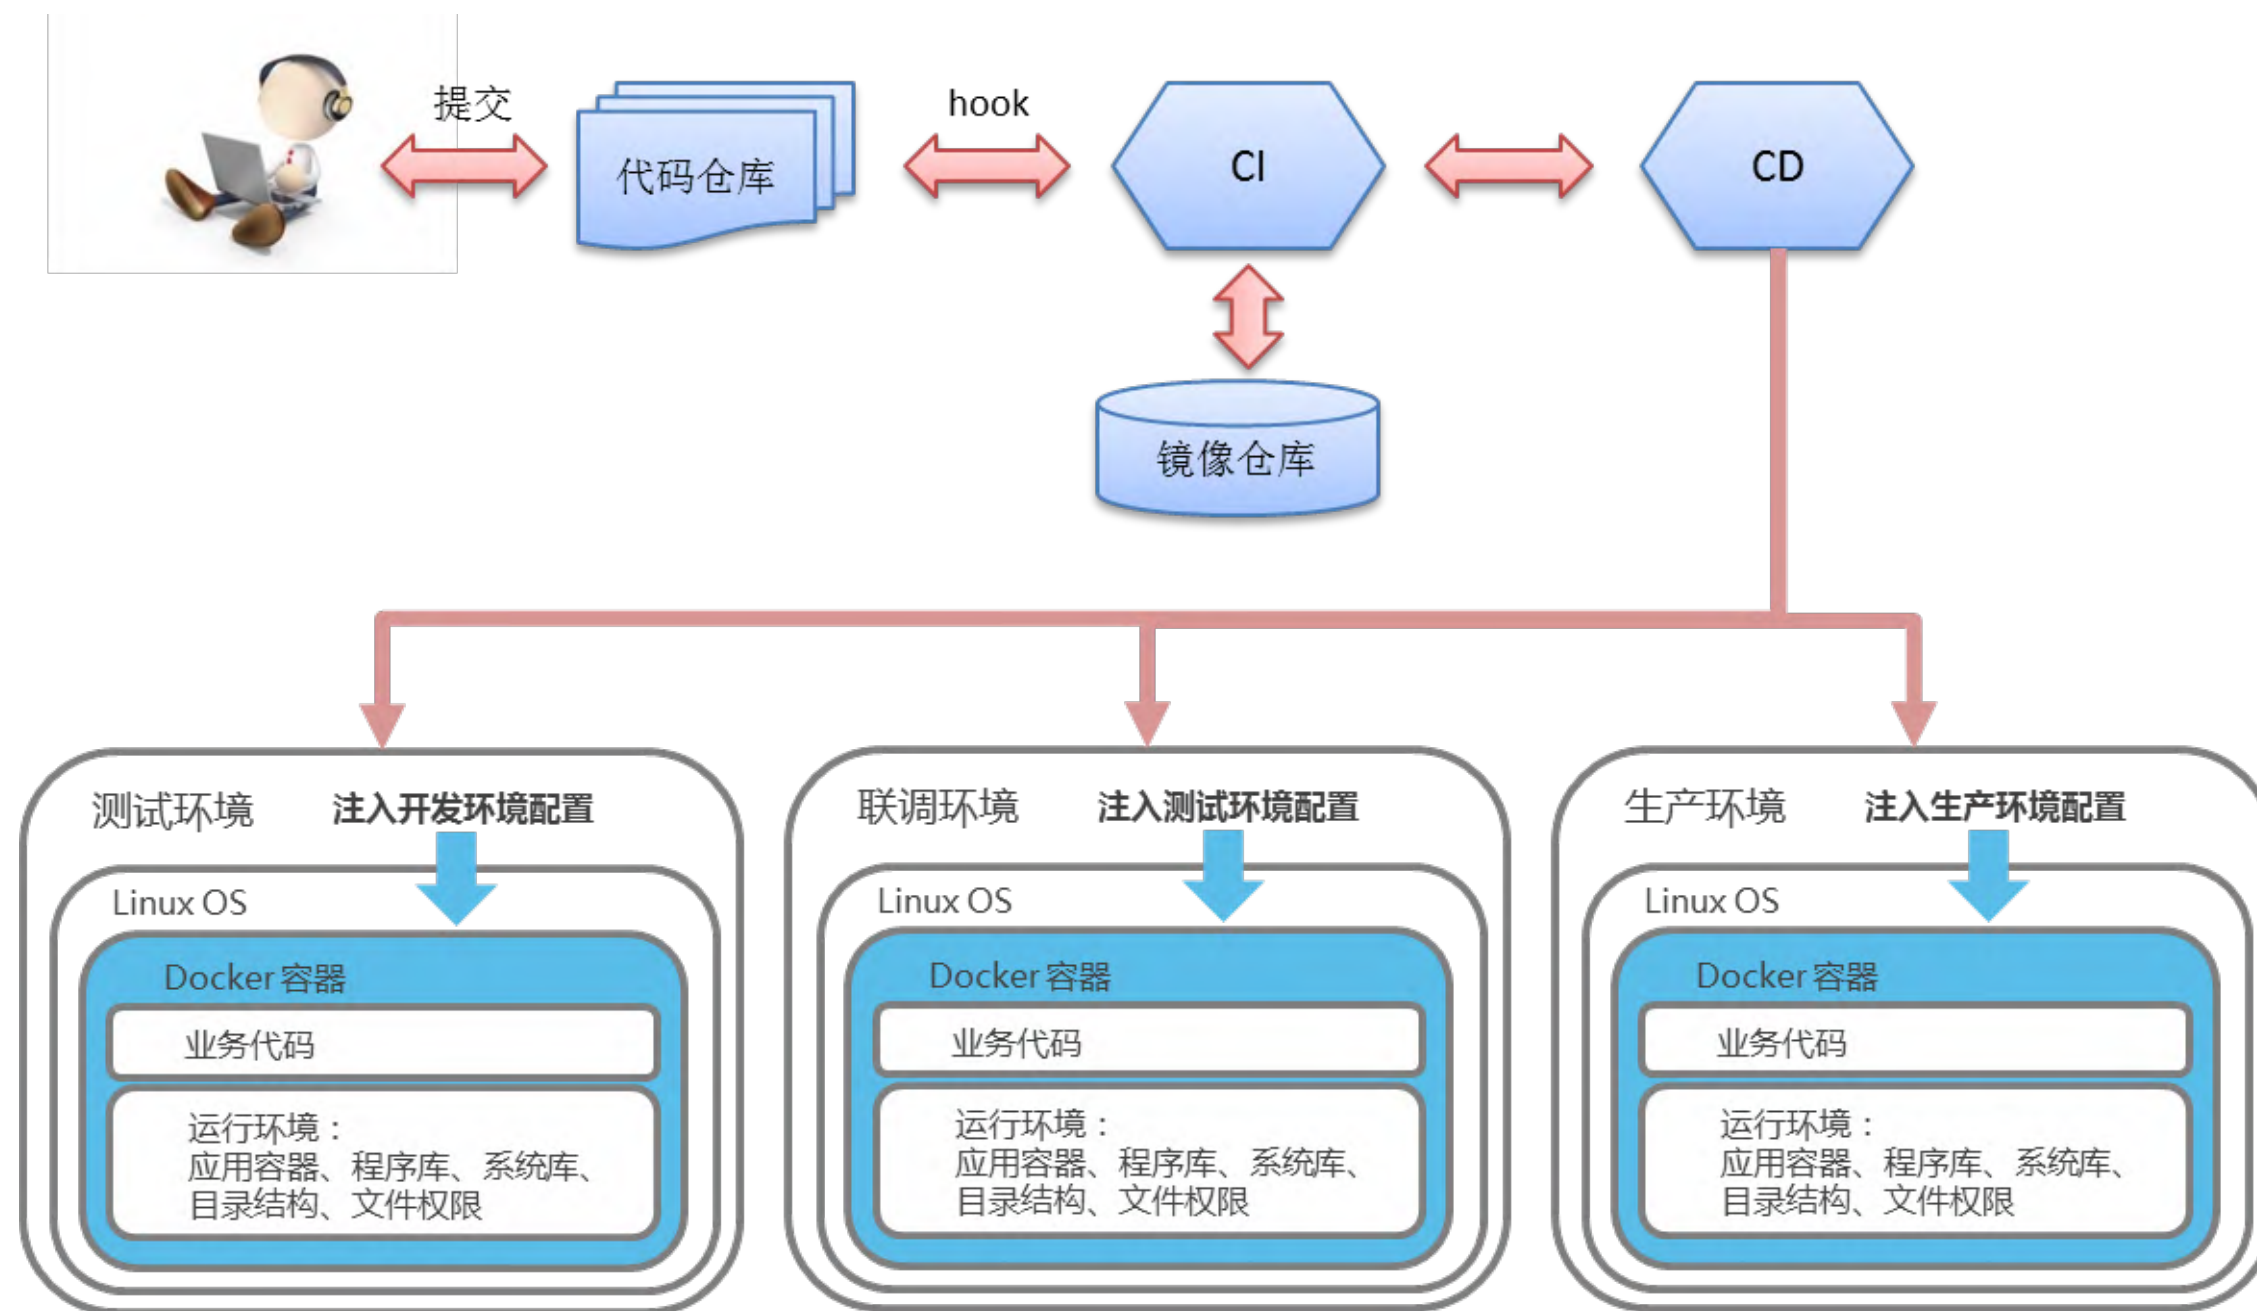 提交
代码仓库
hook
CI
CD
镜像仓库
测试环境
注入开发环境配置
Linux OS
Docker 容器
业务代码
运行环境：
应用容器、程序库、系统库、
目录结构、文件权限
联调环境
注入测试环境配置
Linux OS
Docker 容器
业务代码
运行环境：
应用容器、程序库、系统库、
目录结构、文件权限
生产环境
注入生产环境配置
Linux OS
Docker 容器
业务代码
运行环境：
应用容器、程序库、系统库、
目录结构、文件权限